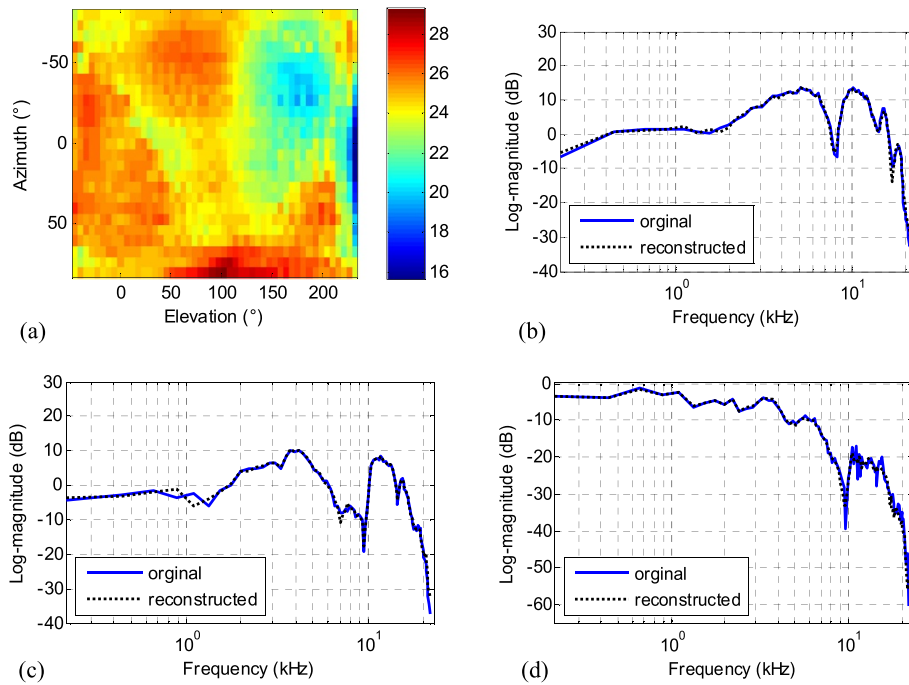 -50
0
50
Azimuth (°)
0 50 100 150 200
Elevation (°)
28
26
24
22
20
18
16
(a)
30
20
10
0
-10
-20
-30
-40
Log-magnitude (dB)
orginal
reconstructed
10^0 10^1
Frequency (kHz)
(b)
30
20
10
0
-10
-20
-30
-40
Log-magnitude (dB)
orginal
reconstructed
10^0 10^1
Frequency (kHz)
(c)
0
-10
-20
-30
-40
-50
-60
Log-magnitude (dB)
orginal
reconstructed
10^0 10^1
Frequency (kHz)
(d)